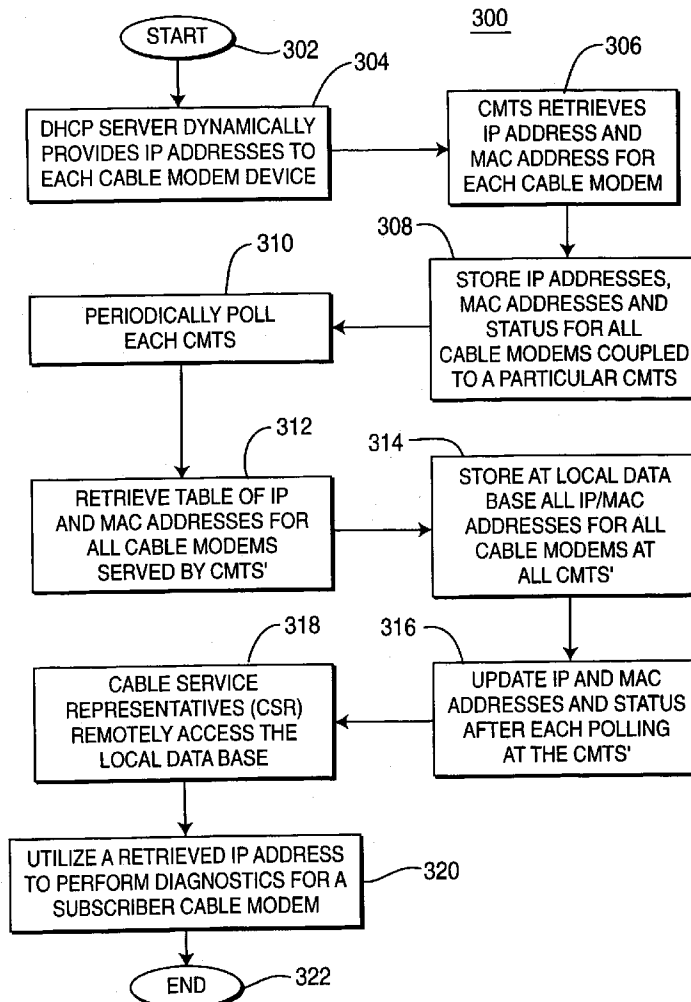 300
START
302
304
DHCP SERVER DYNAMICALLY
PROVIDES IP ADDRESSES TO
EACH CABLE MODEM DEVICE
306
CMTS RETRIEVES
IP ADDRESS AND
MAC ADDRESS FOR
EACH CABLE MODEM
308
STORE IP ADDRESSES,
MAC ADDRESSES AND
STATUS FOR ALL
CABLE MODEMS COUPLED
TO A PARTICULAR CMTS
310
PERIODICALLY POLL
EACH CMTS
312
RETRIEVE TABLE OF IP
AND MAC ADDRESSES FOR
ALL CABLE MODEMS
SERVED BY CMTS'
314
STORE AT LOCAL DATA
BASE ALL IP/MAC
ADDRESSES FOR ALL
CABLE MODEMS AT
ALL CMTS'
316
UPDATE IP AND MAC
ADDRESSES AND STATUS
AFTER EACH POLLING
AT THE CMTS'
318
CABLE SERVICE
REPRESENTATIVES (CSR)
REMOTELY ACCESS THE
LOCAL DATA BASE
UTILIZE A RETRIEVED IP ADDRESS
TO PERFORM DIAGNOSTICS FOR A
SUBSCRIBER CABLE MODEM
320
END
322